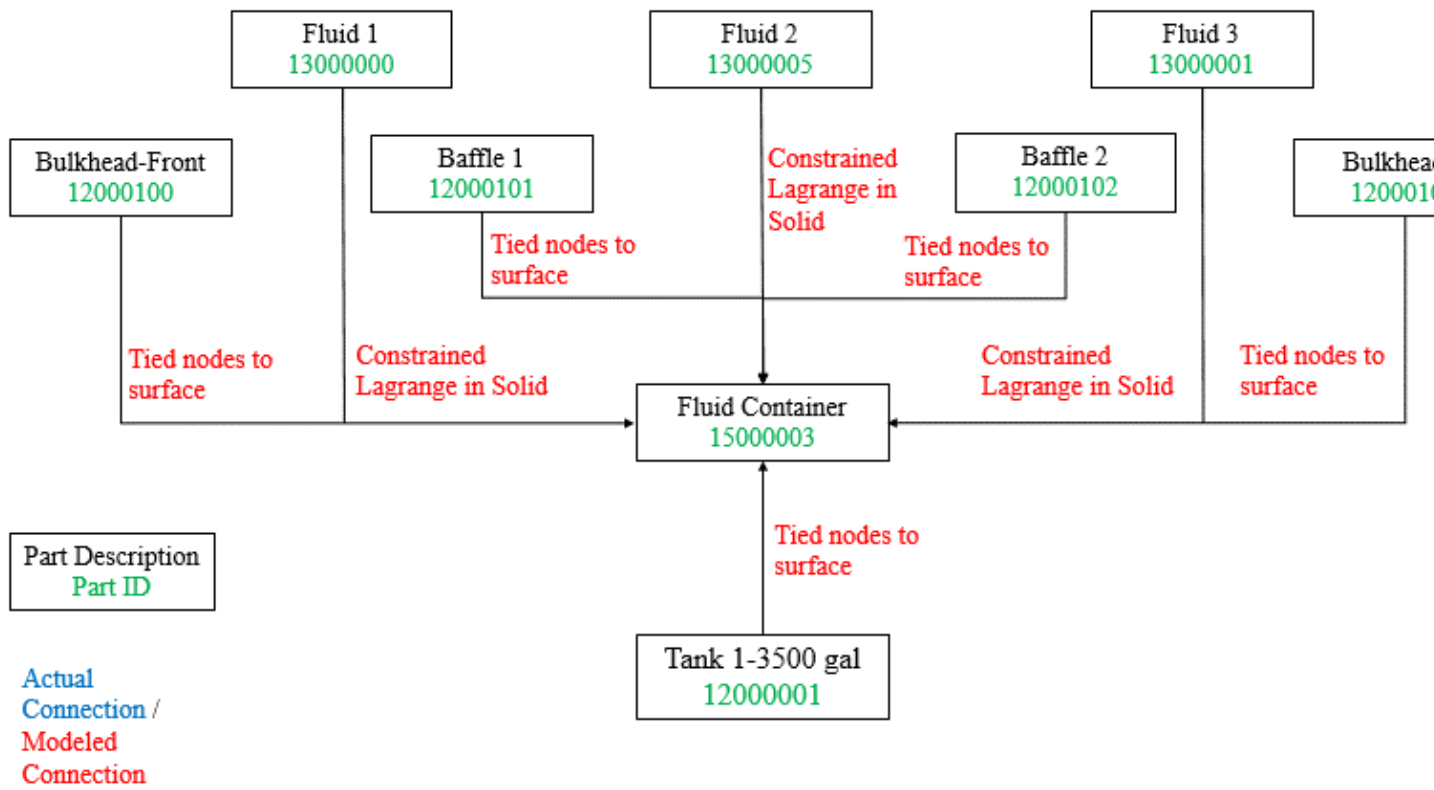 Fluid 1
13000000
Fluid 2
13000005
Fluid 3
13000001
Bulkhead-Front
12000100
Baffle 1
12000101
Constrained
Lagrange in
Solid
Baffle 2
12000102
Tied nodes to
surface
Tied nodes to
surface
Tied nodes to
surface
Constrained
Lagrange in Solid
Constrained
Lagrange in Solid
Tied nodes to
surface
Fluid Container
15000003
Tied nodes to
surface
Part Description
Part ID
Tank 1-3500 gal
12000001
Actual
Connection /
Modeled
Connection